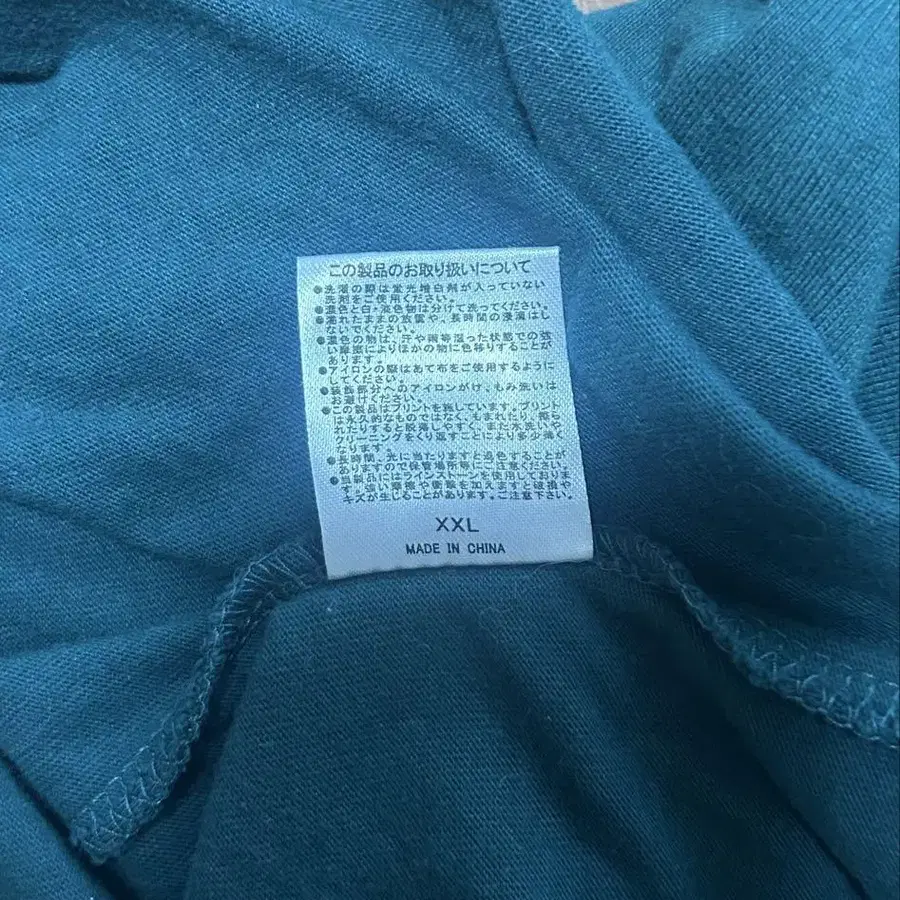 この製品のお取り扱いについて
●洗濯の際は蛍光増白剤が入っていない
洗剤をご使用ください。
●濃色と白・淡色物は分けて洗ってください。
●濡れたままの放置や、長時間の浸漬はし
ないでください。
●濃色の物は、汗や雨等湿った状態での強
い摩擦によりほかの物に色移りすることが
あります。
●アイロンの際はあて布をご使用するように
してください。
●装飾部分へのアイロンがけ、もみ洗いは
お避けください。
●この製品はプリントを施しています。プリント
は永久的なものではなく、もまれたり、擦ら
れたりすると脱落しやすく、また水洗いや
クリーニングをくり返すことにより多少薄く
なります。
●長時間、光に当たりますと退色することが
ありますので保管場所等にご注意ください。
●当製品にはラインストーンを使用しておりま
す。強い摩擦や衝撃を加えますと破損や
キズが生じることがあります。ご注意下さい。
XXL
MADE IN CHINA